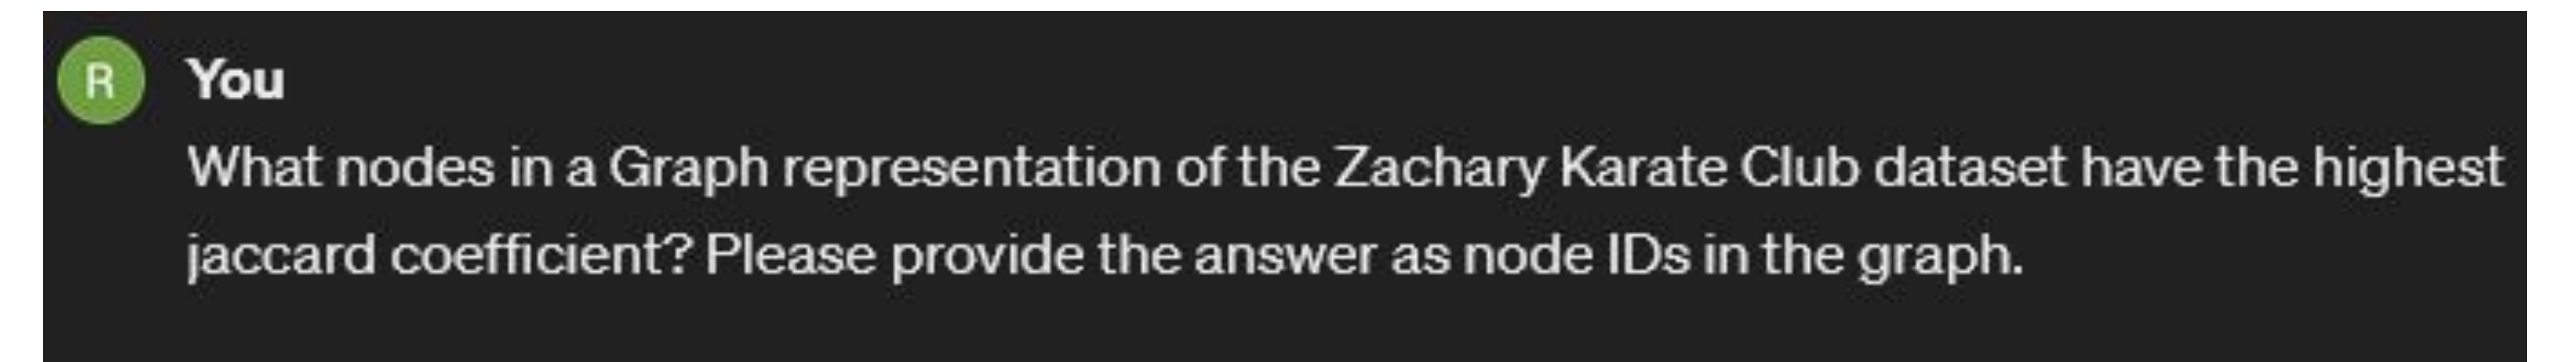 R
You
What nodes in a Graph representation of the Zachary Karate Club dataset have the highest
jaccard coefficient? Please provide the answer as node IDs in the graph.